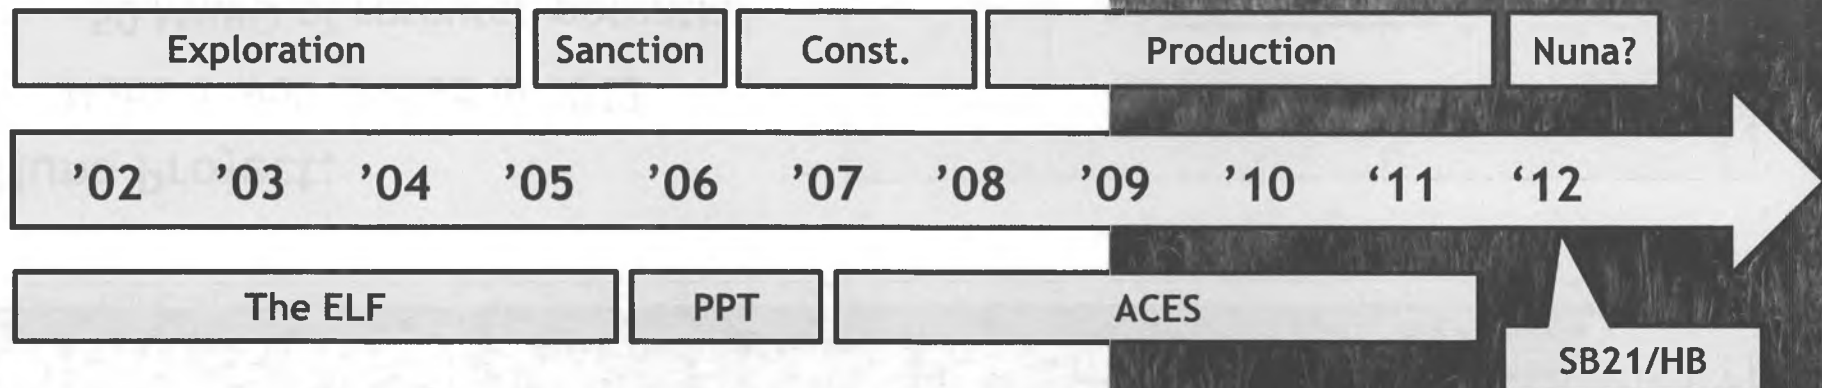 Exploration Sanction Const. Production Nuna?
’02 ’03 ’04 ’05 ’06 ’07 ’08 ’09 ’10 ‘11 ‘12
The ELF PPT ACES
SB21/HB